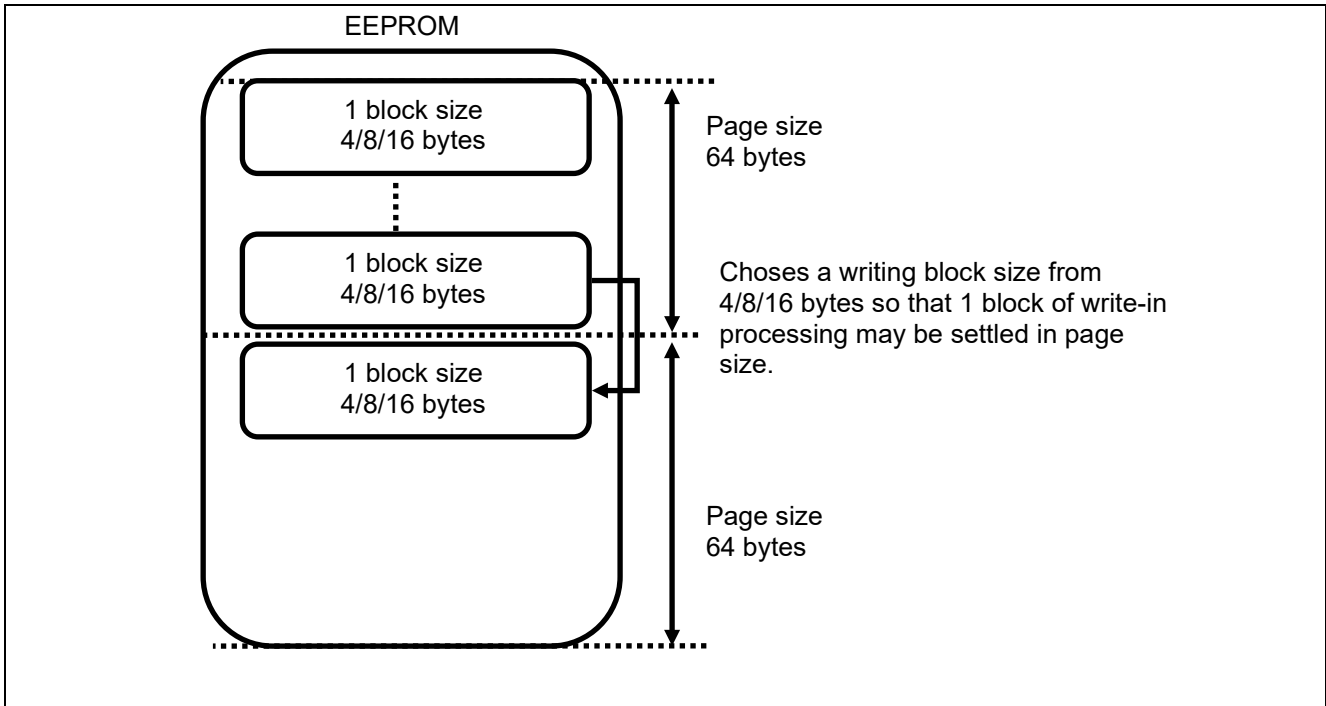 EEPROM
1 block size
4/8/16 bytes
Page size
64 bytes
1 block size
4/8/16 bytes
Choses a writing block size from
4/8/16 bytes so that 1 block of write-in
processing may be settled in page
size.
1 block size
4/8/16 bytes
Page size
64 bytes